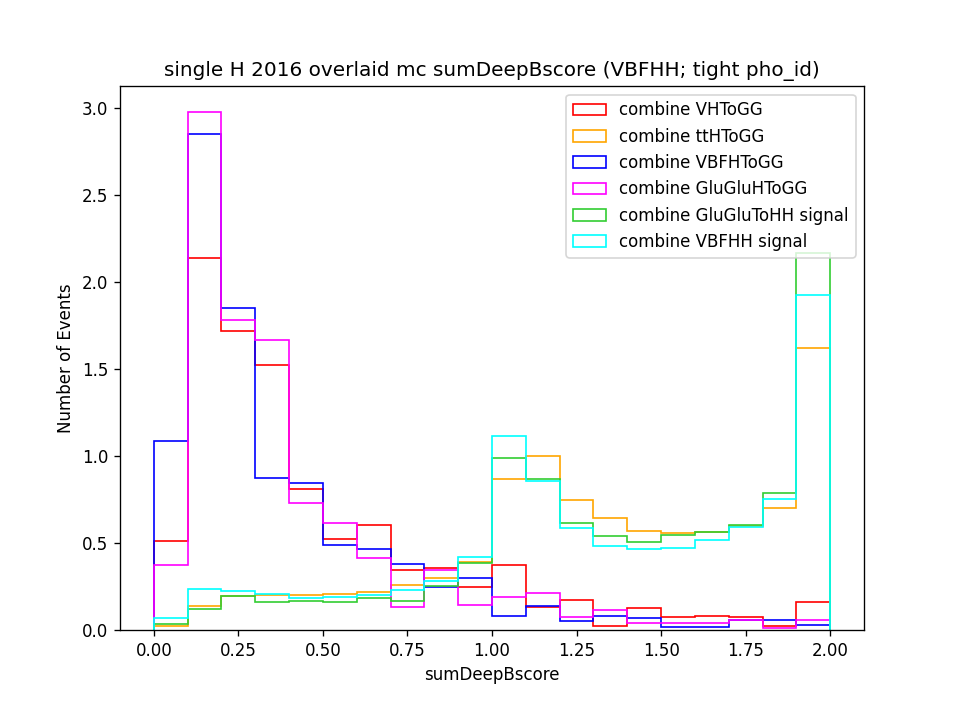 single H 2016 overlaid mc sumDeepBscore (VBFHH; tight pho_id)
combine VHToGG
combine ttHToGG
combine VBFHToGG
combine GluGluHToGG
combine GluGluToHH signal
combine VBFHH signal
Number of Events
3.0
2.5
2.0
1.5
1.0
0.5
0.0
0.00
0.25
0.50
0.75
1.00
1.25
1.50
1.75
2.00
sumDeepBscore